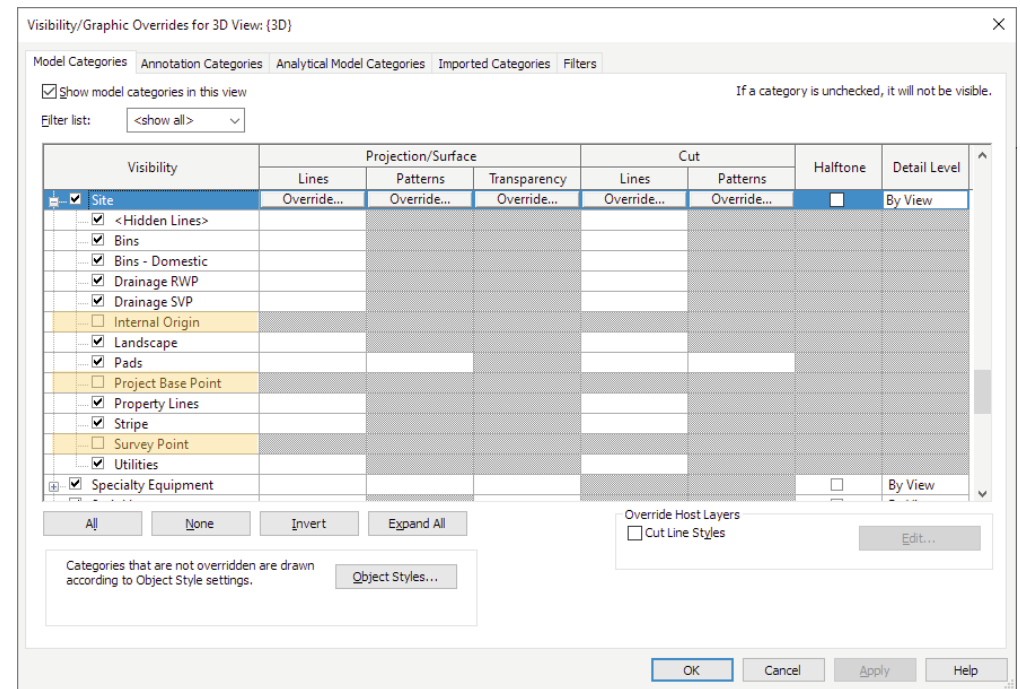 Visibility/Graphic Overrides for 3D View: {3D}
Model Categories Annotation Categories Analytical Model Categories Imported Categories Filters
Show model categories in this view
If a category is unchecked, it will not be visible.
Filter list: <show all>
Visibility Projection/Surface Cut Halftone Detail Level
Lines Patterns Transparency Lines Patterns
Site Override... Override... Override... Override... Override... By View
<Hidden Lines>
Bins
Bins - Domestic
Drainage RWP
Drainage SVP
Internal Origin
Landscape
Pads
Project Base Point
Property Lines
Stripe
Survey Point
Utilities
Specialty Equipment By View
All None Invert Expand All
Override Host Layers
Cut Line Styles Edit...
Categories that are not overridden are drawn
according to Object Style settings.
Object Styles...
OK Cancel Apply Help